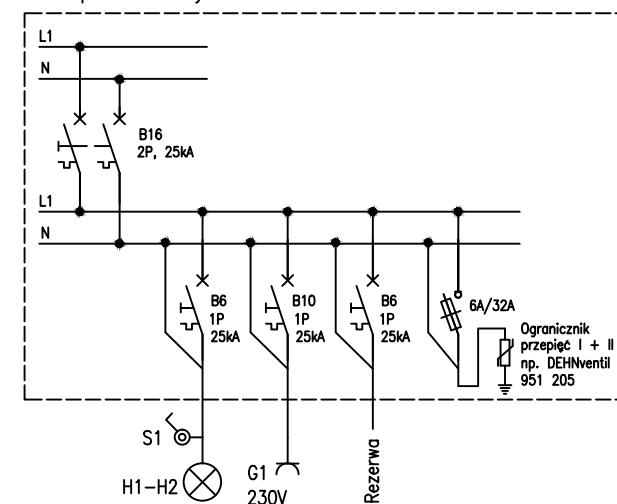 L1
N
B16
2P, 25kA
L1
N
B6
1P
25kA
B10
1P
25kA
B6
1P
25kA
6A/32A
Ogranicznik
przepięć I + II
np. DEHNventil
951 205
S1
H1-H2
G1
230V
Rezerwa